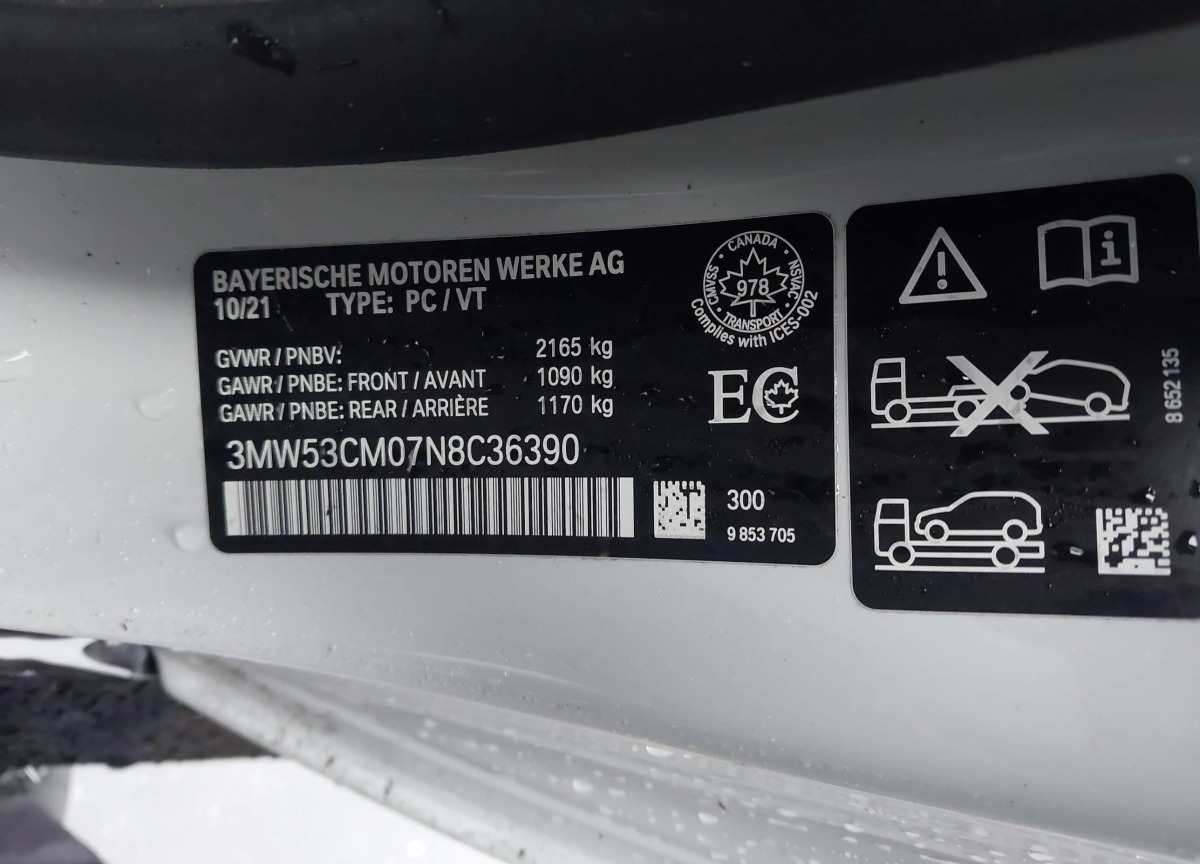 BAYERISCHE MOTOREN WERKE AG
10/21 TYPE: PC / VT
GVWR / PNBV: 2165 kg
GAWR / PNBE: FRONT / AVANT 1090 kg
GAWR / PNBE: REAR / ARRIÈRE 1170 kg
3MW53CM07N8C36390
300
9 853 705
CANADA
CMVSS
NSVAC
978
TRANSPORT
Complies with ICES-002
EC
i
8 652 135